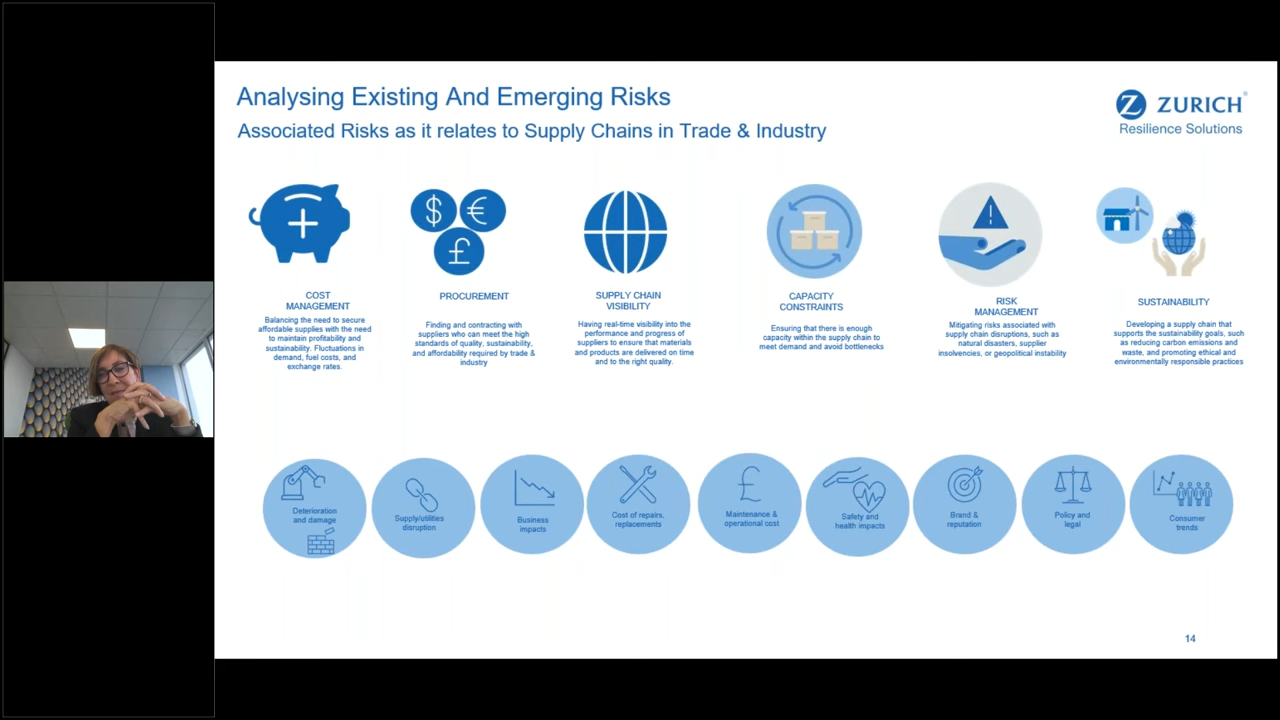 Analysing Existing And Emerging Risks
Associated Risks as it relates to Supply Chains in Trade & Industry
Z ZURICH®
Resilience Solutions
$ €
£
COST
MANAGEMENT
Balancing the need to secure
affordable supplies with the need
to maintain profitability and
sustainability. Fluctuations in
demand, fuel costs, and
exchange rates.
PROCUREMENT
Finding and contracting with
suppliers who can meet the high
standards of quality, sustainability,
and affordability required by trade &
industry
SUPPLY CHAIN
VISIBILITY
Having real-time visibility into the
performance and progress of
suppliers to ensure that materials
and products are delivered on time
and to the right quality.
CAPACITY
CONSTRAINTS
Ensuring that there is enough
capacity within the supply chain to
meet demand and avoid bottlenecks
RISK
MANAGEMENT
Mitigating risks associated with
supply chain disruptions, such as
natural disasters, supplier
insolvencies, or geopolitical instability
SUSTAINABILITY
Developing a supply chain that
supports the sustainability goals, such
as reducing carbon emissions and
waste, and promoting ethical and
environmentally responsible practices
Deterioration
and damage
Supply/utilities
disruption
Business
impacts
Cost of repairs,
replacements
£
Maintenance &
operational cost
Safety and
health impacts
Brand &
reputation
Policy and
legal
Consumer
trends
14